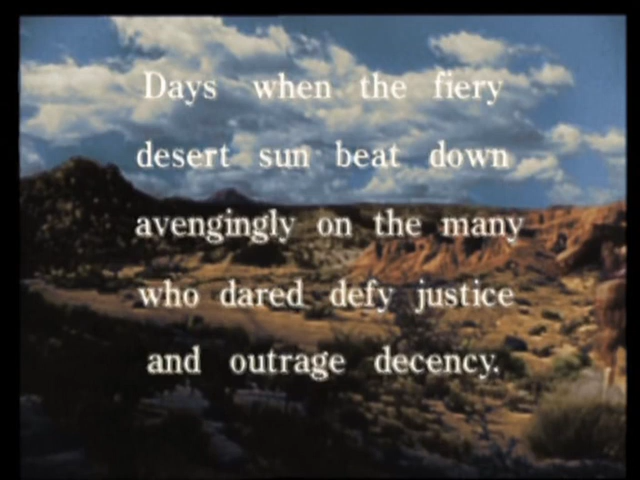 Days when the fiery
desert sun beat down
avengingly on the many
who dared defy justice
and outrage decency.